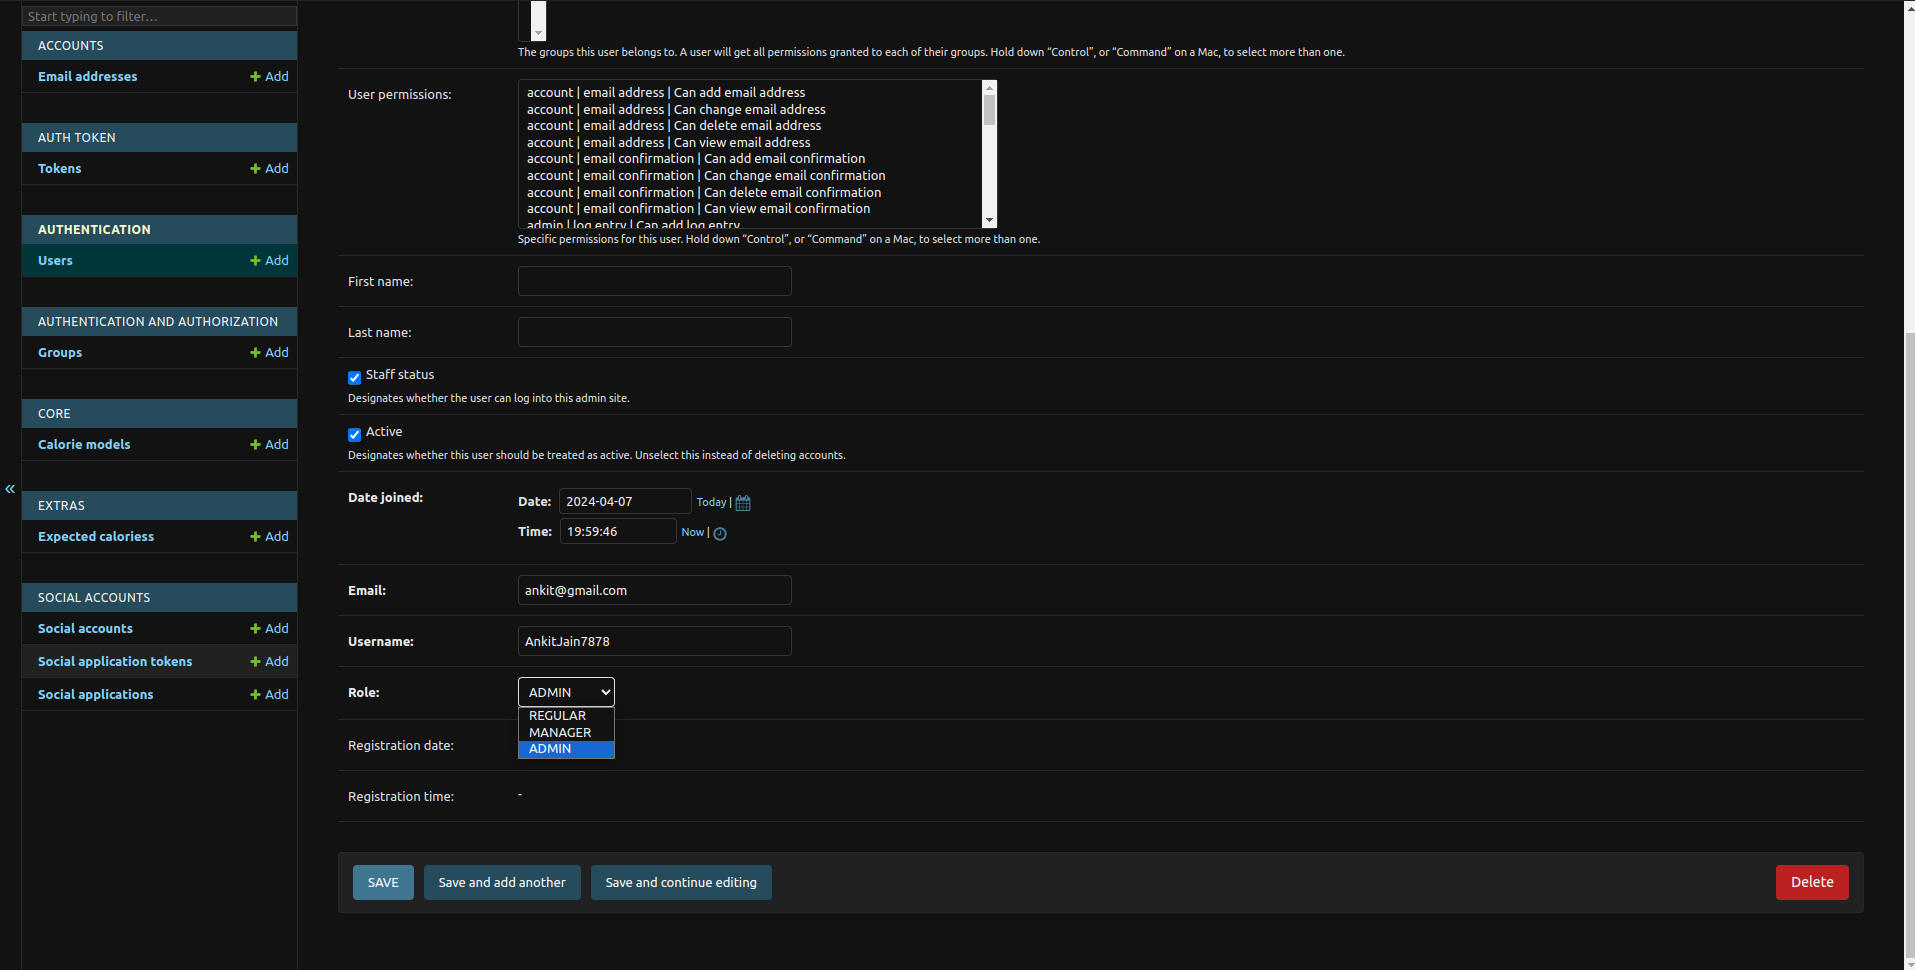 Start typing to filter...
ACCOUNTS
Email addresses
Add
AUTH TOKEN
Tokens
Add
AUTHENTICATION
Users
Add
AUTHENTICATION AND AUTHORIZATION
Groups
Add
CORE
Calorie models
Add
EXTRAS
Expected caloriess
Add
SOCIAL ACCOUNTS
Social accounts
Add
Social application tokens
Add
Social applications
Add
«
The groups this user belongs to. A user will get all permissions granted to each of their groups. Hold down “Control”, or “Command” on a Mac, to select more than one.
User permissions:
account | email address | Can add email address
account | email address | Can change email address
account | email address | Can delete email address
account | email address | Can view email address
account | email confirmation | Can add email confirmation
account | email confirmation | Can change email confirmation
account | email confirmation | Can delete email confirmation
account | email confirmation | Can view email confirmation
admin | log entry | Can add log entry
Specific permissions for this user. Hold down “Control”, or “Command” on a Mac, to select more than one.
First name:
Last name:
Staff status
Designates whether the user can log into this admin site.
Active
Designates whether this user should be treated as active. Unselect this instead of deleting accounts.
Date joined:
Date: 2024-04-07 Today |
Time: 19:59:46 Now |
Email: ankit@gmail.com
Username: AnkitJain7878
Role: ADMIN
REGULAR
MANAGER
ADMIN
Registration date:
Registration time: -
SAVE
Save and add another
Save and continue editing
Delete